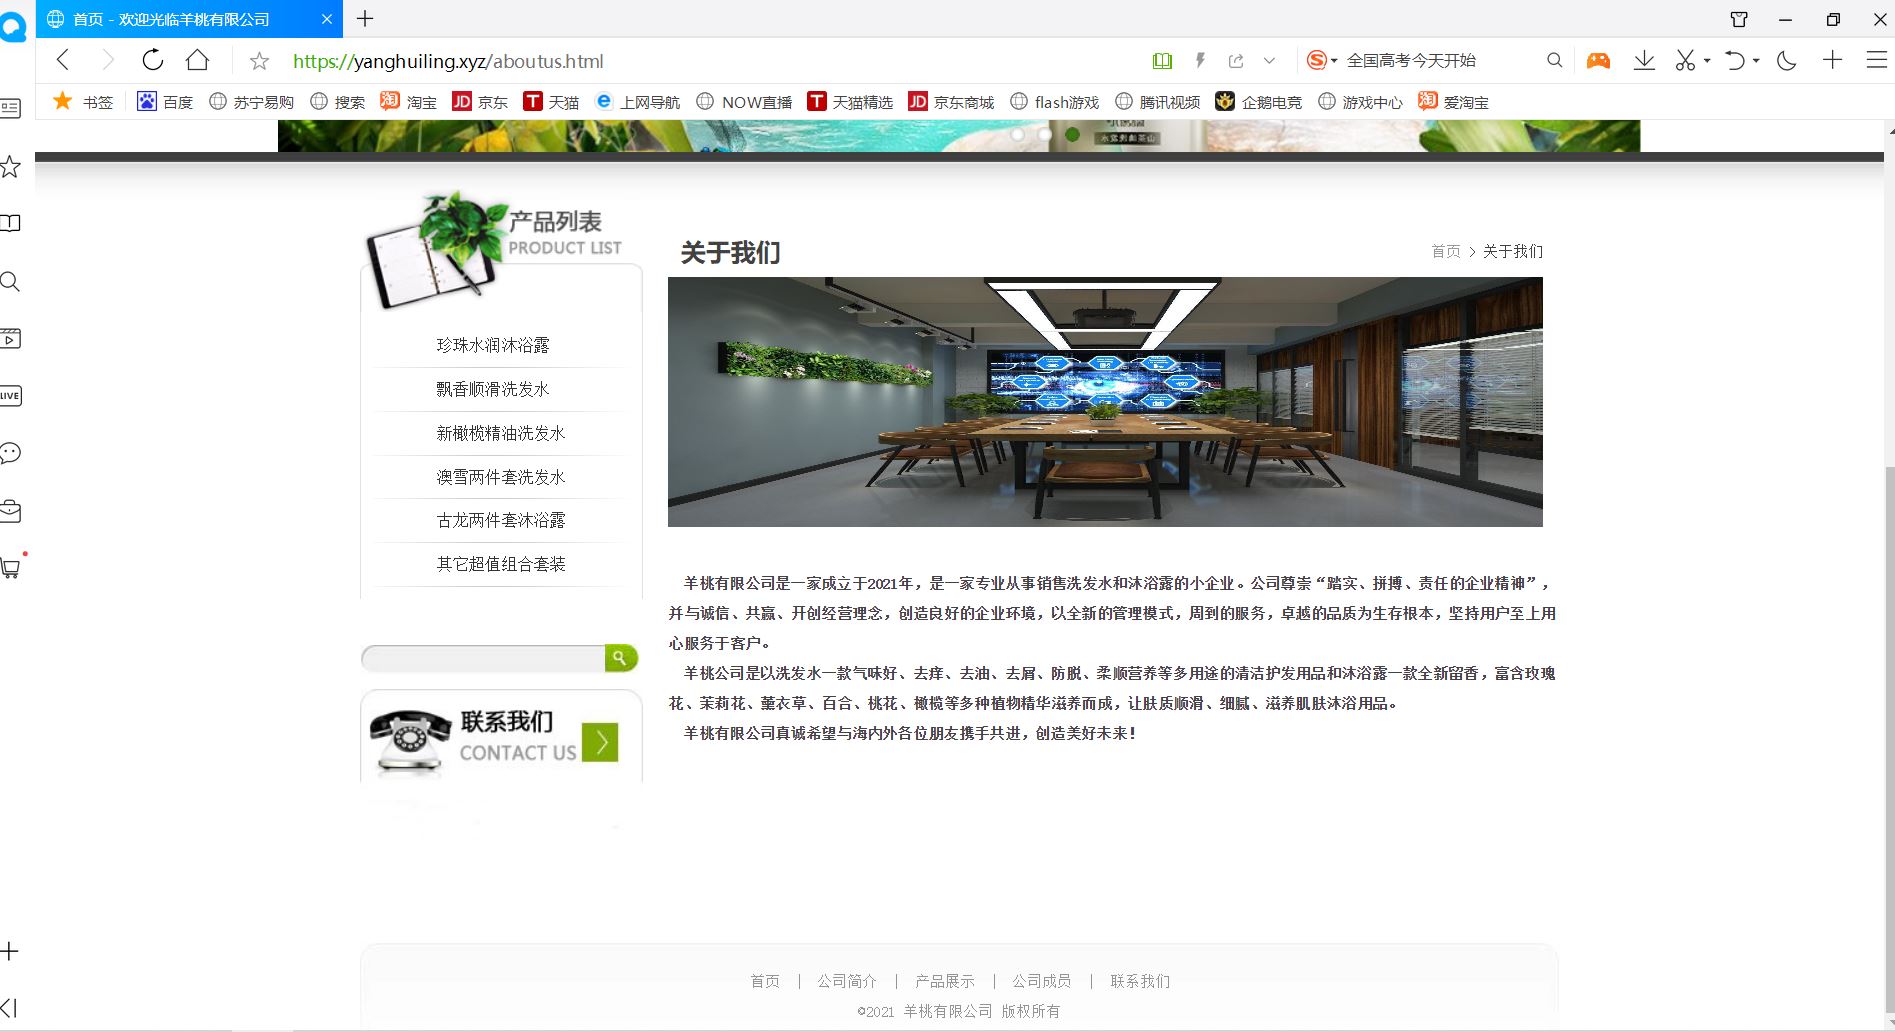 首页 - 欢迎光临羊桃有限公司
https://yanghuiling.xyz/aboutus.html
全国高考今天开始
书签 百度 苏宁易购 搜索 淘宝 京东 天猫 上网导航 NOW直播 天猫精选 京东商城 flash游戏 腾讯视频 企鹅电竞 游戏中心 爱淘宝
LIVE
产品列表
PRODUCT LIST
珍珠水润沐浴露
飘香顺滑洗发水
新橄榄精油洗发水
澳雪两件套洗发水
古龙两件套沐浴露
其它超值组合套装
联系我们
CONTACT US
关于我们
首页 > 关于我们
羊桃有限公司是一家成立于2021年，是一家专业从事销售洗发水和沐浴露的小企业。公司尊崇“踏实、拼搏、责任的企业精神”，
并与诚信、共赢、开创经营理念，创造良好的企业环境，以全新的管理模式，周到的服务，卓越的品质为生存根本，坚持用户至上用
心服务于客户。
羊桃公司是以洗发水一款气味好、去痒、去油、去屑、防脱、柔顺营养等多用途的清洁护发用品和沐浴露一款全新留香，富含玫瑰
花、茉莉花、薰衣草、百合、桃花、橄榄等多种植物精华滋养而成，让肤质顺滑、细腻、滋养肌肤沐浴用品。
羊桃有限公司真诚希望与海内外各位朋友携手共进，创造美好未来！
首页 | 公司简介 | 产品展示 | 公司成员 | 联系我们
©2021 羊桃有限公司 版权所有